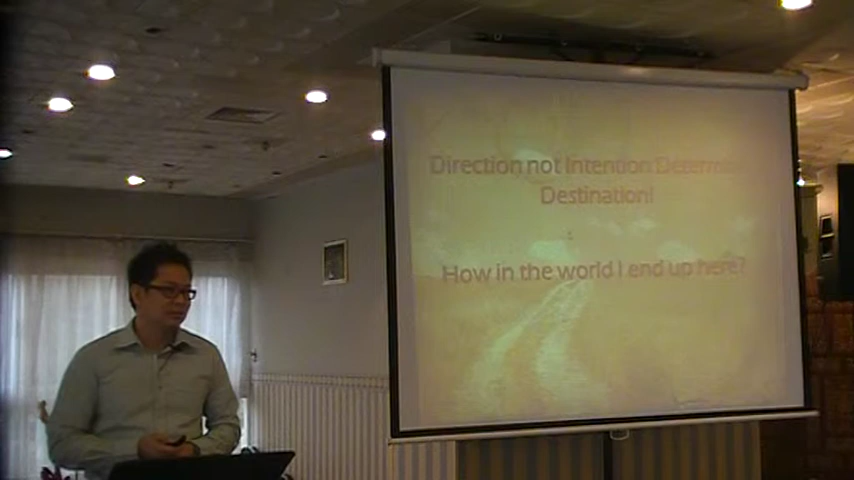 Direction not Intention
Destination!
How in the world I end up here?